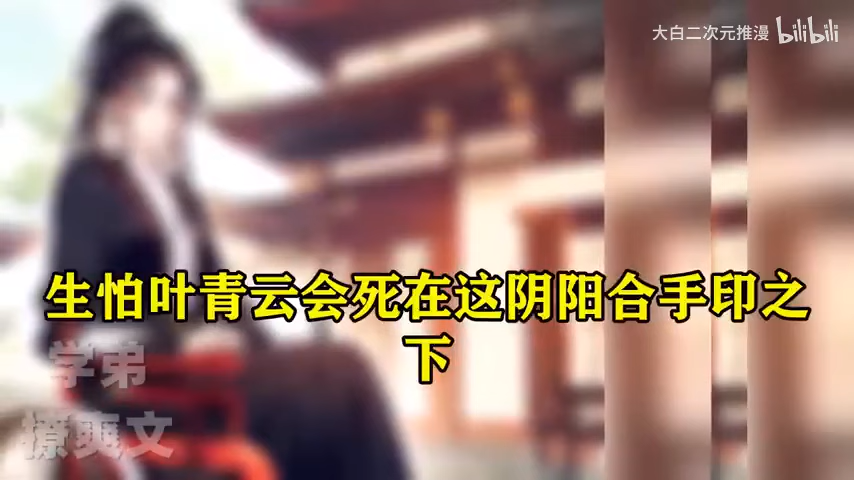 大白二次元推漫 bilibili
生怕叶青云会死在这阴阳合手印之
下
学弟
撩爽文